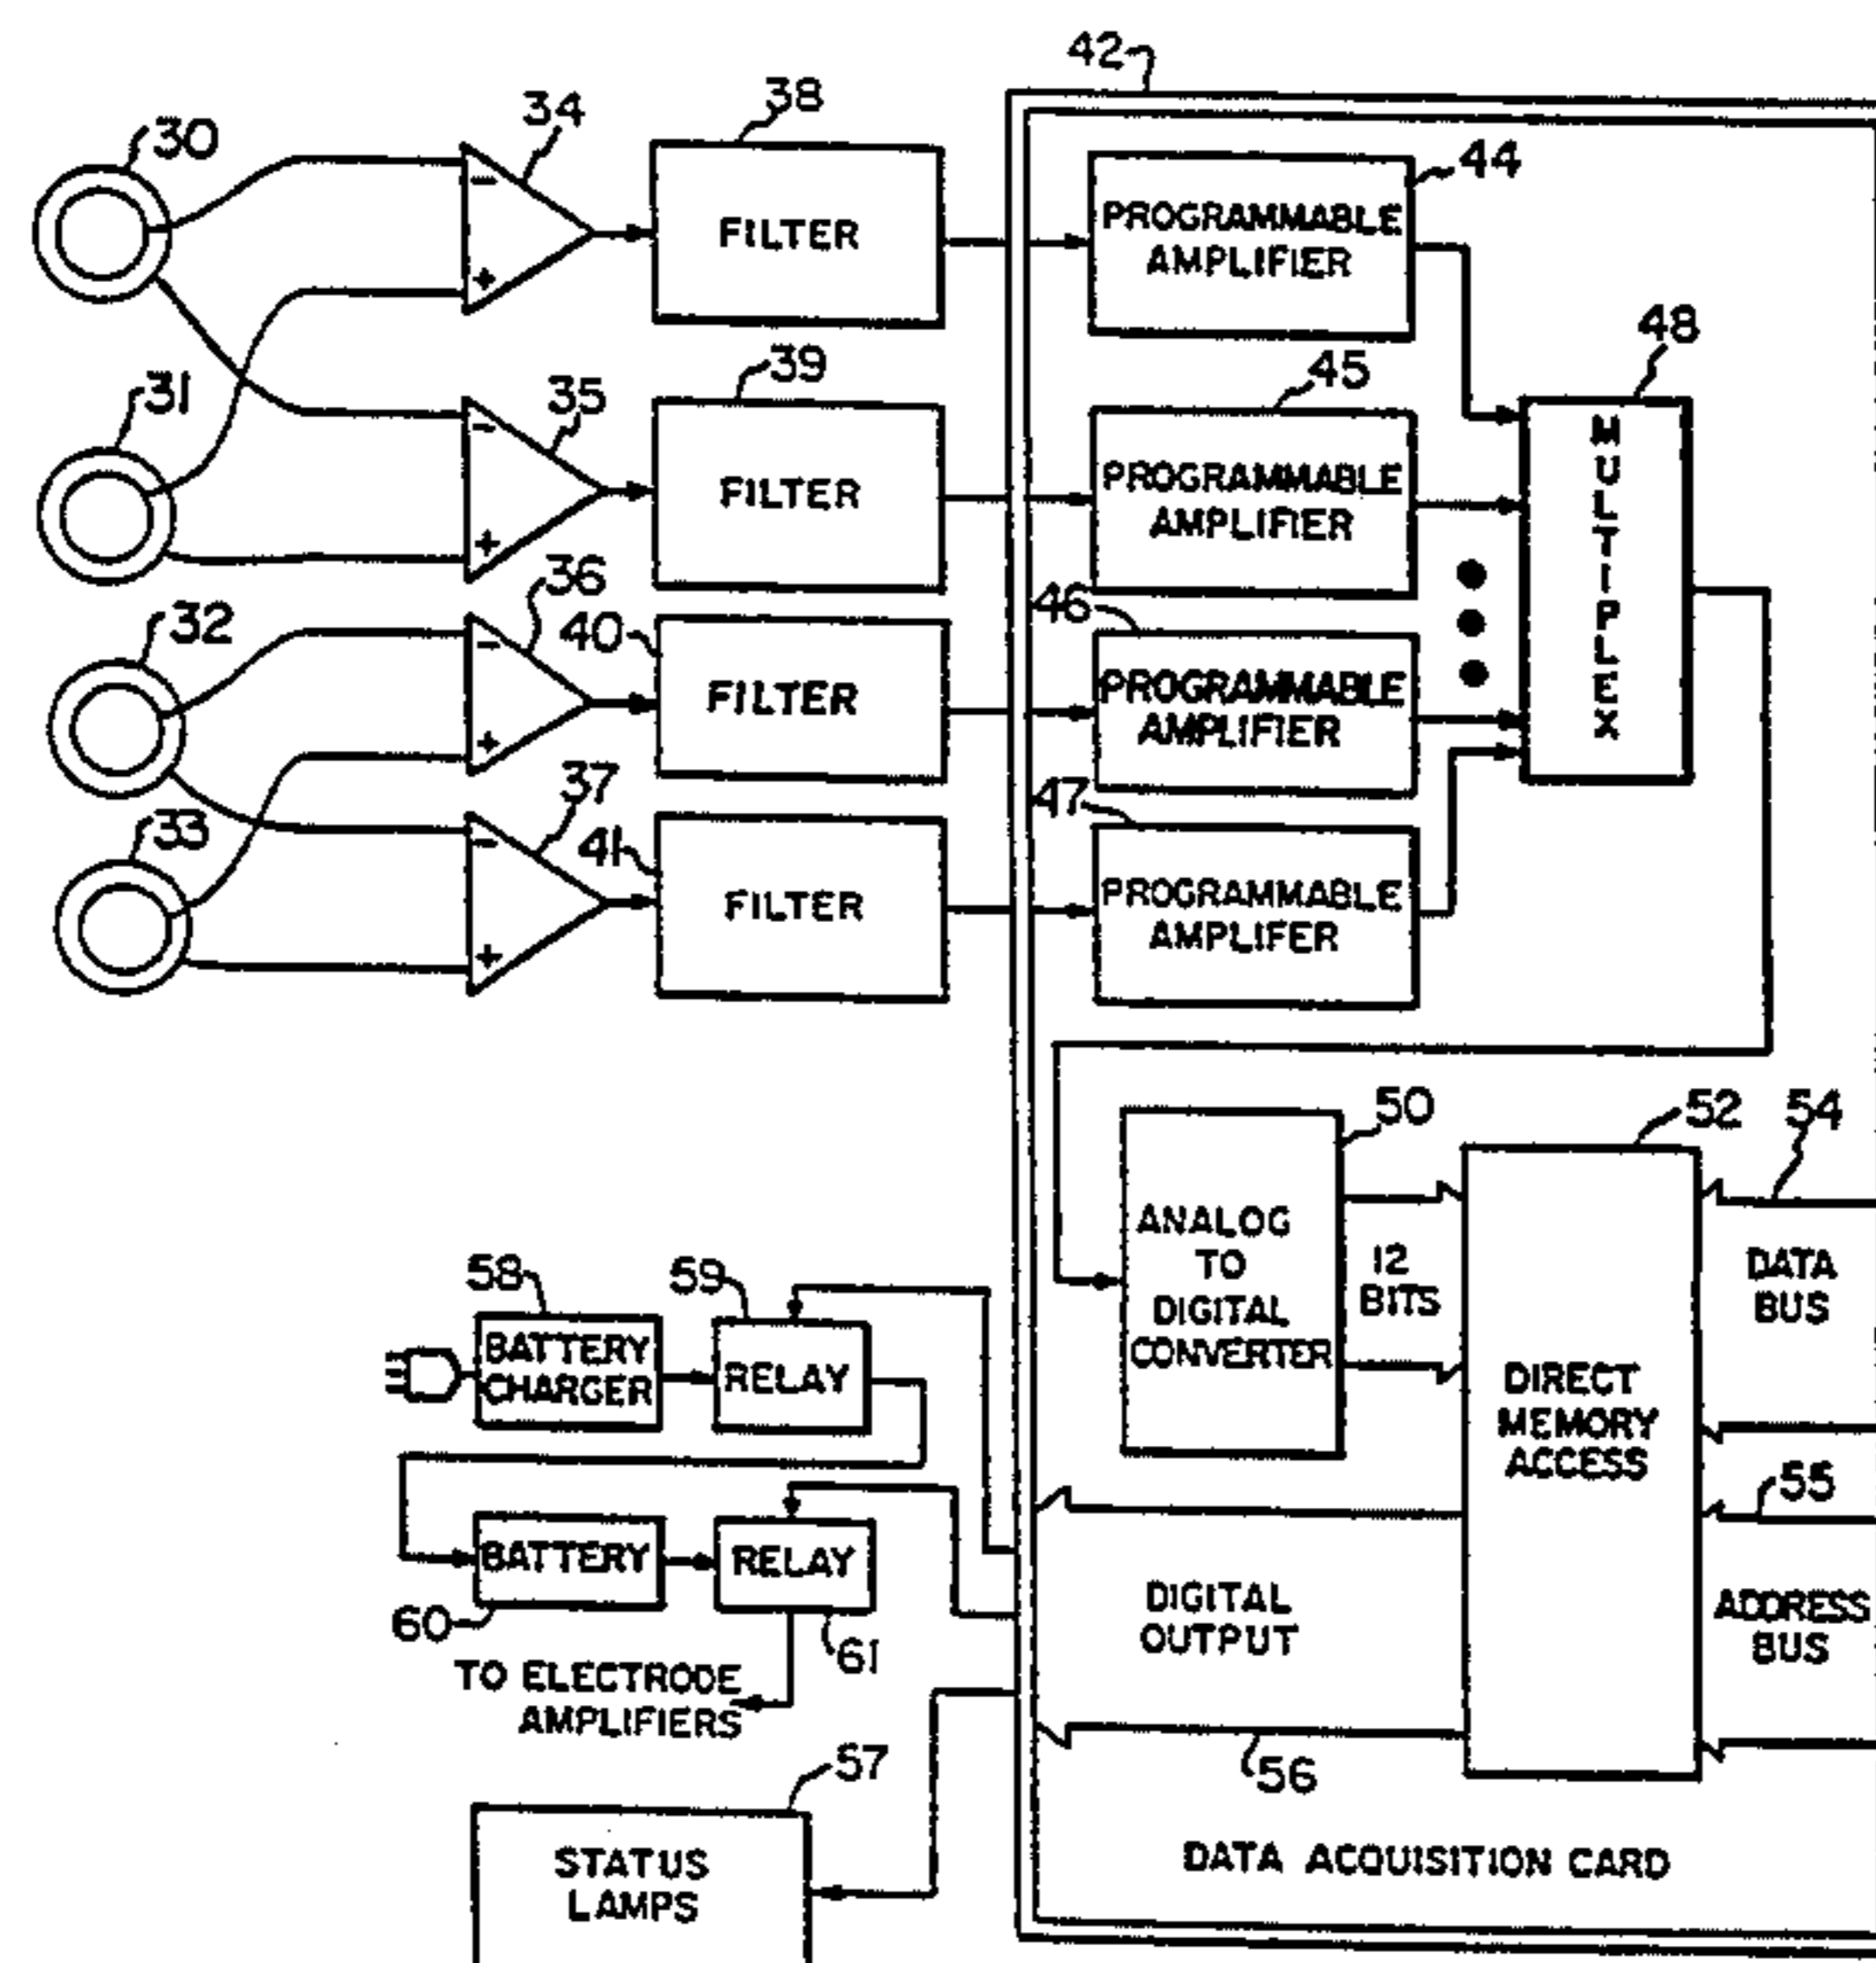 42
30
34
38
44
FILTER
PROGRAMMABLE
AMPLIFIER
-
+
31
35
39
45
48
FILTER
PROGRAMMABLE
AMPLIFIER
MULTIPLEX
-
+
32
36
40
46
FILTER
PROGRAMMABLE
AMPLIFIER
-
+
33
37
41
47
FILTER
PROGRAMMABLE
AMPLIFER
-
+
50
52
54
ANALOG
TO
DIGITAL
CONVERTER
12
BITS
DIRECT
MEMORY
ACCESS
DATA
BUS
55
ADDRESS
BUS
58
59
BATTERY
CHARGER
RELAY
BATTERY
RELAY
60
61
TO ELECTRODE
AMPLIFIERS
DIGITAL
OUTPUT
56
57
STATUS
LAMPS
DATA ACQUISITION CARD